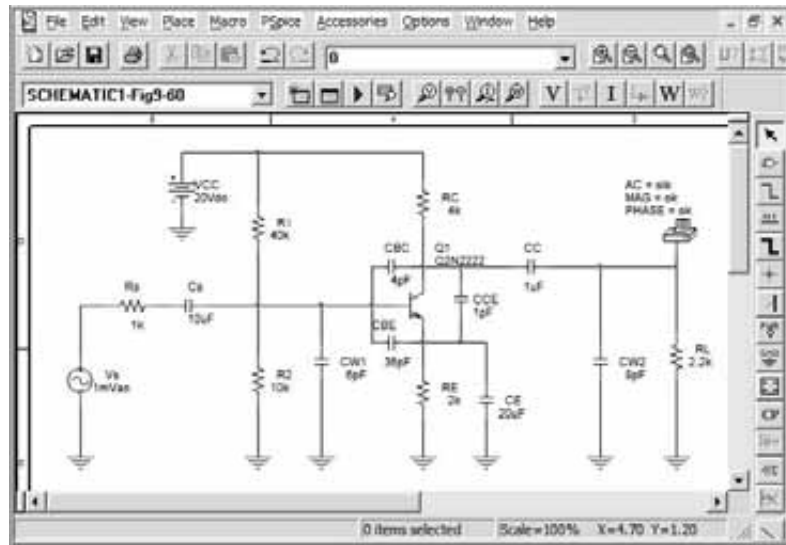 File Edit View Place Macro PSpice Accessories Options Window Help
0
SCHEMATIC1-Fig9-60
V I W
VCC
20Vdc
R1
40k
RC
4k
AC = ok
MAG = ok
PHASE = ok
CBC
4pF
Q1
Q2N2222
CC
1uF
Rs
1k
Cs
10uF
CCE
1pF
CBE
36pF
Vs
1mVac
R2
10k
CW1
6pF
RE
2k
CE
20uF
CW2
8pF
RL
2.2k
0 items selected Scale=100% X=4.70 Y=1.20